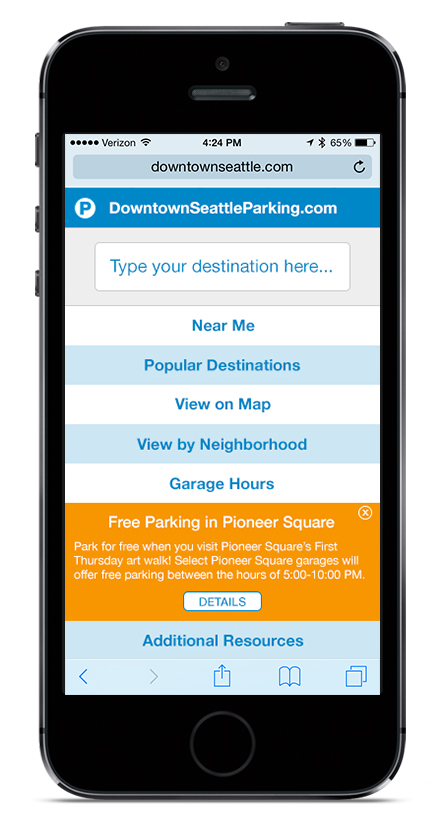 Verizon 4:24 PM 65%
downtownseattle.com
P DowntownSeattleParking.com
Type your destination here...
Near Me
Popular Destinations
View on Map
View by Neighborhood
Garage Hours
Free Parking in Pioneer Square
Park for free when you visit Pioneer Square's First
Thursday art walk! Select Pioneer Square garages will
offer free parking between the hours of 5:00-10:00 PM.
DETAILS
Additional Resources